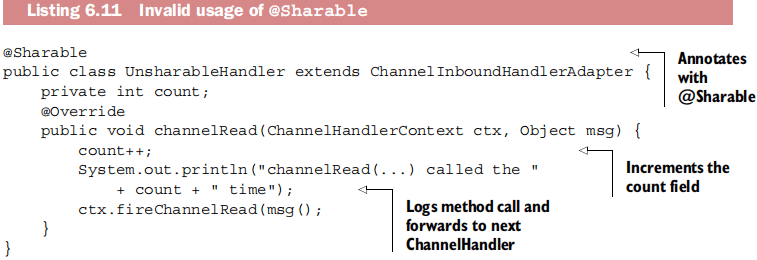 Listing 6.11 Invalid usage of @Sharable
@Sharable
public class UnsharableHandler extends ChannelInboundHandlerAdapter {
private int count;
@Override
public void channelRead(ChannelHandlerContext ctx, Object msg) {
count++;
System.out.println("channelRead(...) called the "
+ count + " time");
ctx.fireChannelRead(msg();
}
}
Annotates
with
@Sharable
Increments the
count field
Logs method call and
forwards to next
ChannelHandler